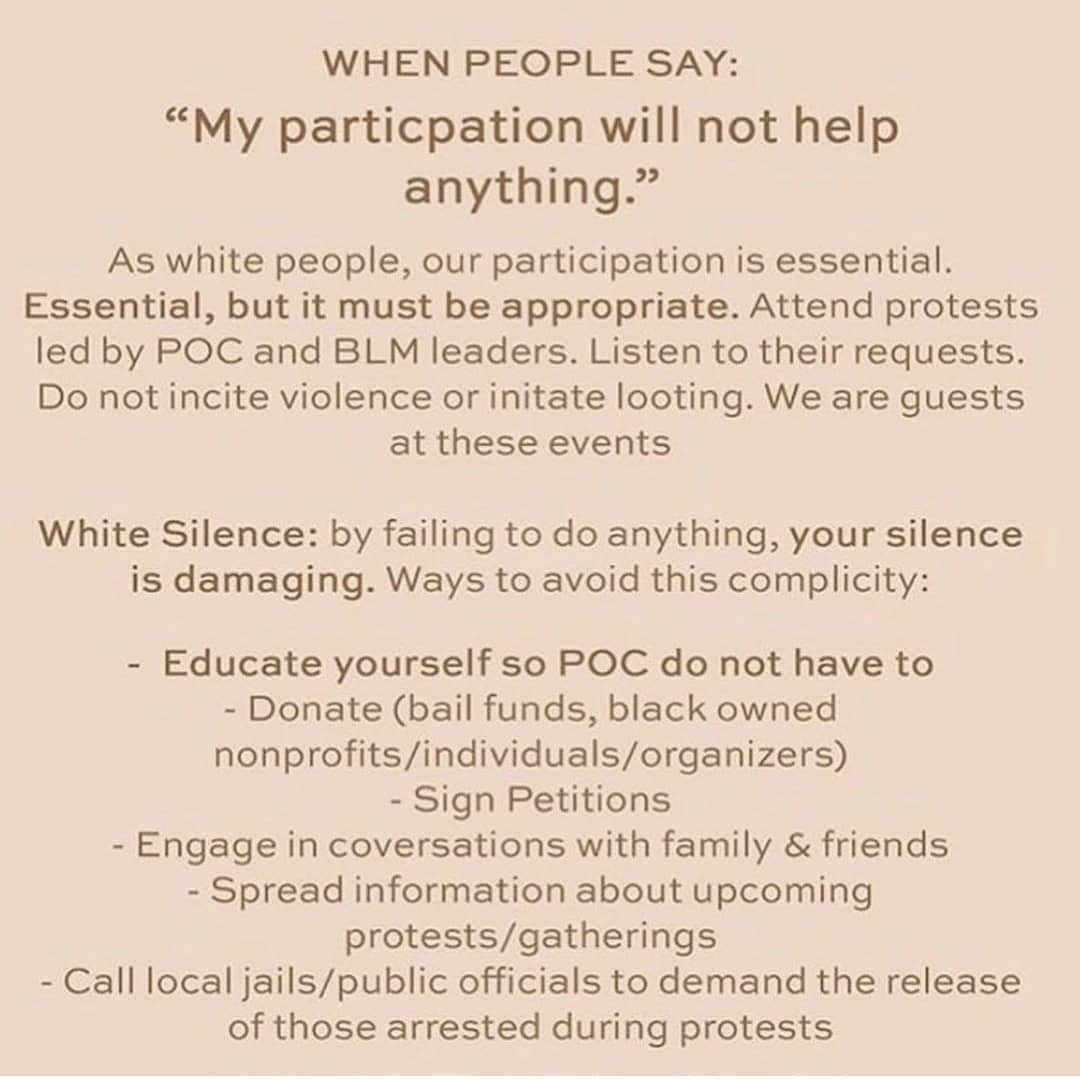 WHEN PEOPLE SAY:
“My particpation will not help
anything.”
As white people, our participation is essential.
Essential, but it must be appropriate. Attend protests
led by POC and BLM leaders. Listen to their requests.
Do not incite violence or initate looting. We are guests
at these events
White Silence: by failing to do anything, your silence
is damaging. Ways to avoid this complicity:
- Educate yourself so POC do not have to
- Donate (bail funds, black owned
nonprofits/individuals/organizers)
- Sign Petitions
- Engage in coversations with family & friends
- Spread information about upcoming
protests/gatherings
- Call local jails/public officials to demand the release
of those arrested during protests